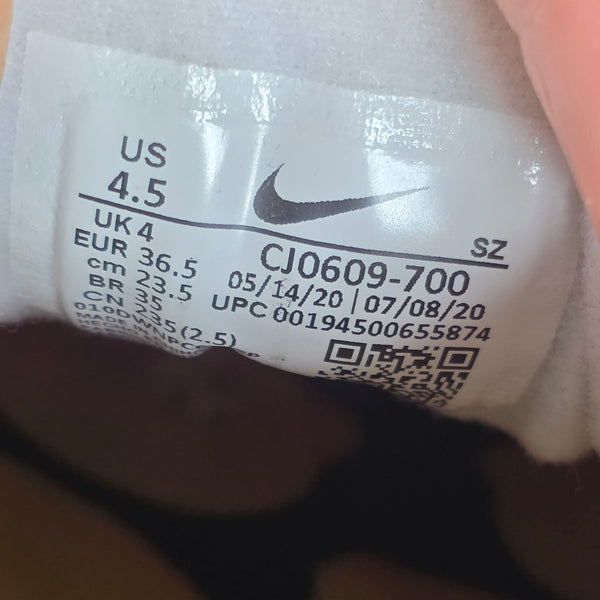 US
4.5
SZ
UK 4
EUR 36.5
cm 23.5
BR 35
CN 235(2.5)
CJ0609-700
05/14/20 | 07/08/20
UPC 00194500655874